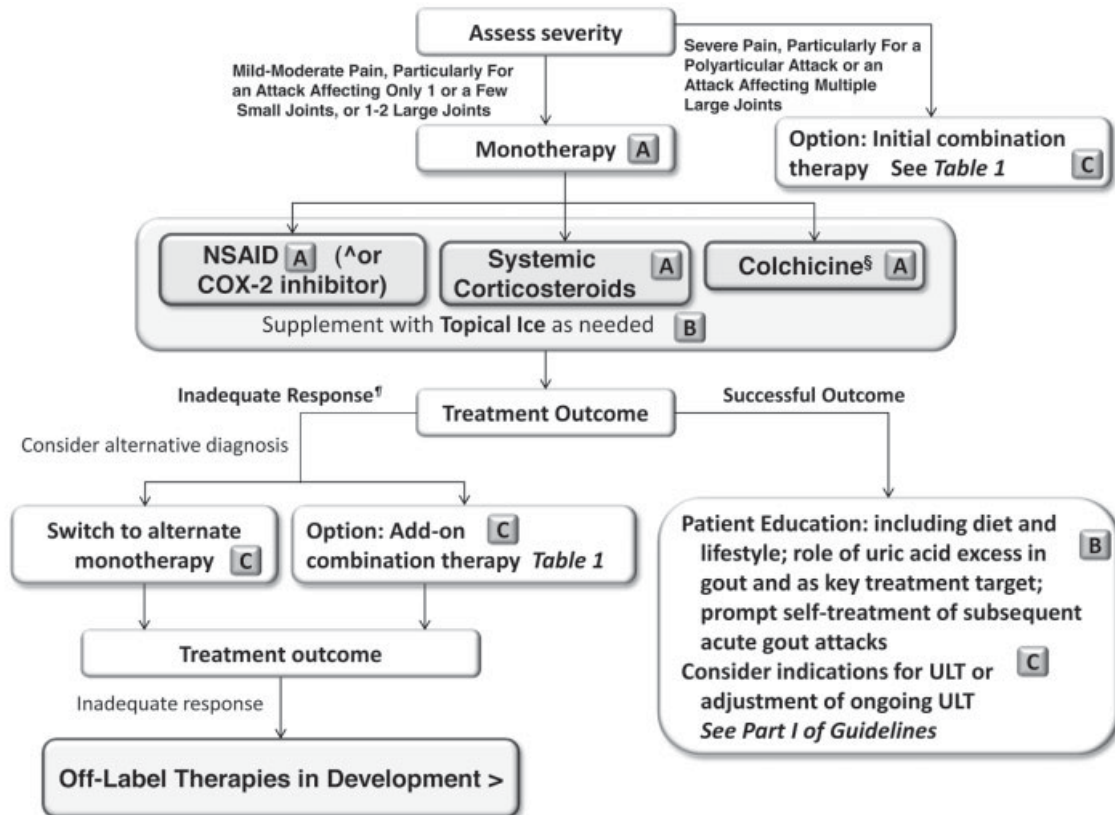 Assess severity
Mild-Moderate Pain, Particularly For
an Attack Affecting Only 1 or a Few
Small Joints, or 1-2 Large Joints
Severe Pain, Particularly For a
Polyarticular Attack or an
Attack Affecting Multiple
Large Joints
Monotherapy A
Option: Initial combination
therapy See Table 1 C
NSAID A (^or
COX-2 inhibitor)
Systemic
Corticosteroids A
Colchicine§ A
Supplement with Topical Ice as needed B
Inadequate Response¶
Treatment Outcome
Successful Outcome
Consider alternative diagnosis
Switch to alternate
monotherapy C
Option: Add-on C
combination therapy Table 1
Patient Education: including diet and
lifestyle; role of uric acid excess in B
gout and as key treatment target;
prompt self-treatment of subsequent
acute gout attacks
Consider indications for ULT or C
adjustment of ongoing ULT
See Part I of Guidelines
Treatment outcome
Inadequate response
Off-Label Therapies in Development >